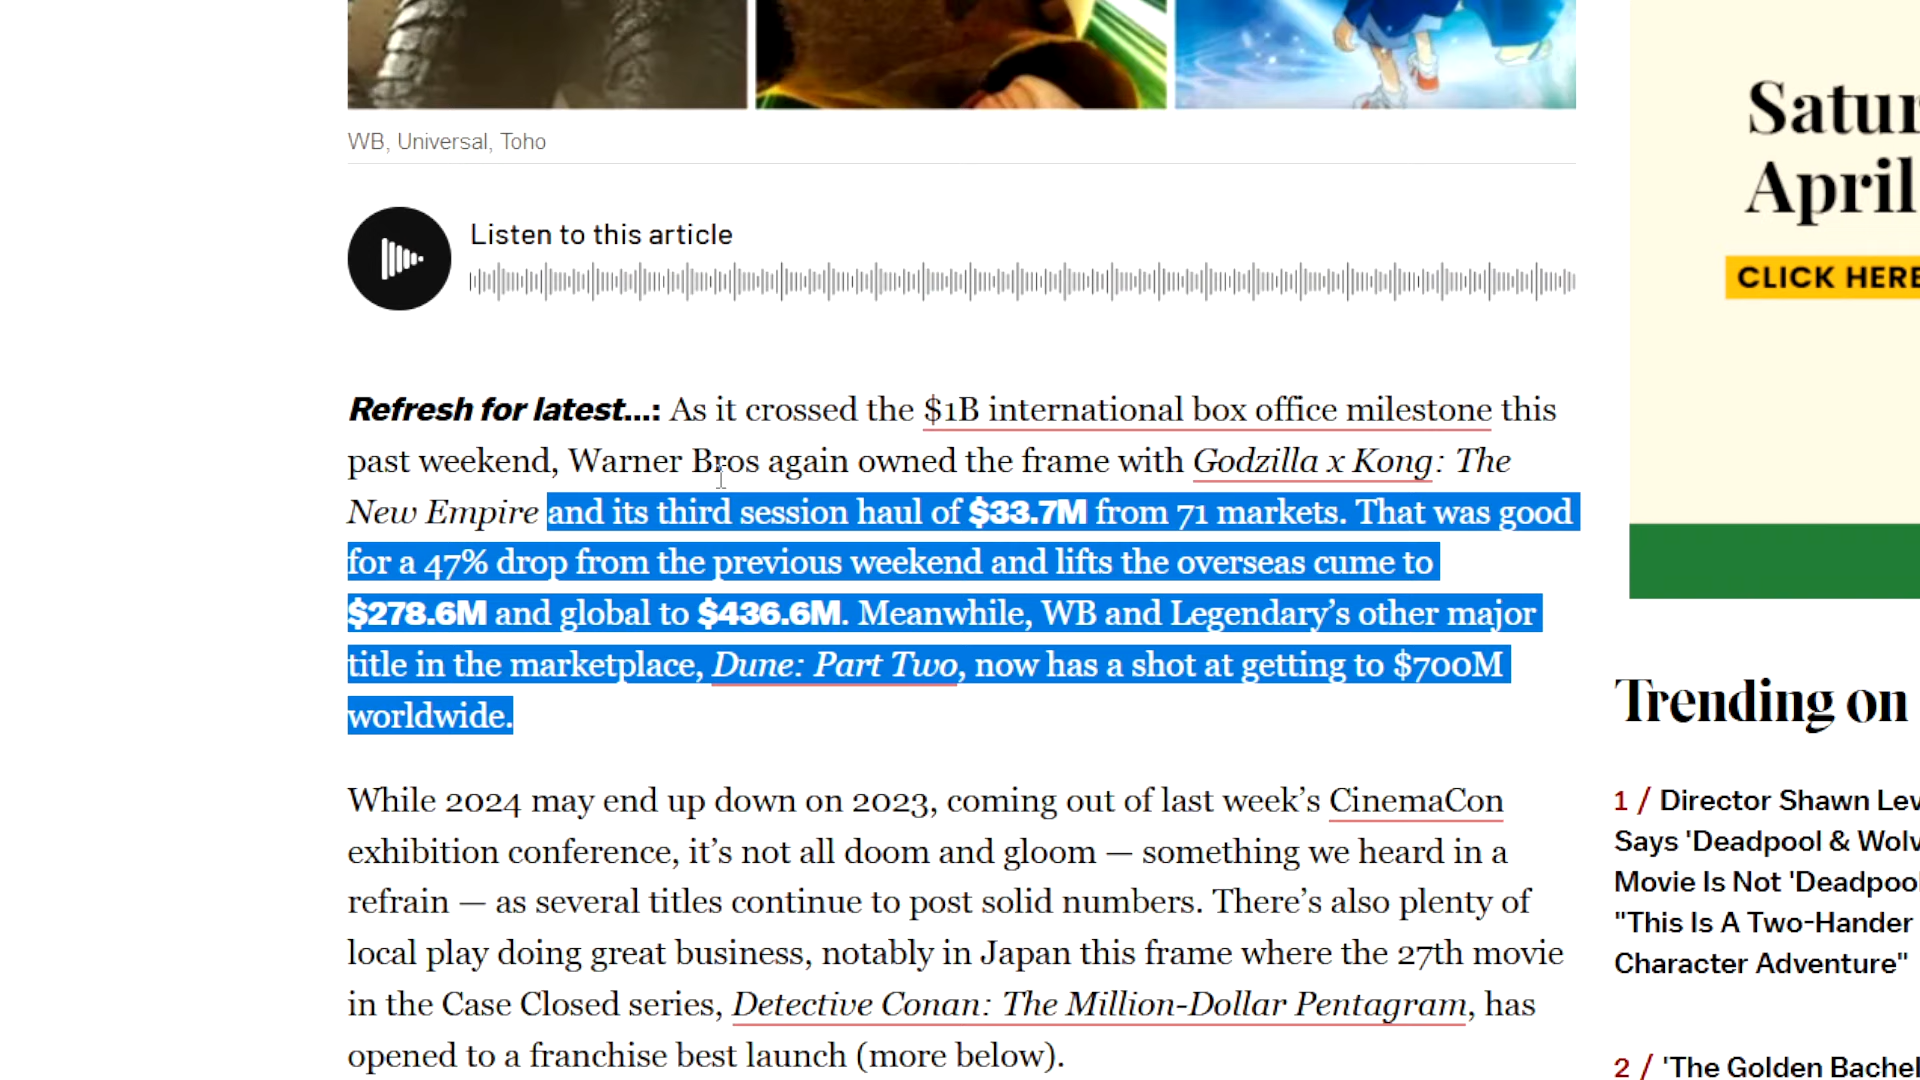 WB, Universal, Toho
Listen to this article
Refresh for latest...: As it crossed the $1B international box office milestone this
past weekend, Warner Bros again owned the frame with Godzilla x Kong: The
New Empire and its third session haul of $33.7M from 71 markets. That was good
for a 47% drop from the previous weekend and lifts the overseas cume to
$278.6M and global to $436.6M. Meanwhile, WB and Legendary’s other major
title in the marketplace, Dune: Part Two, now has a shot at getting to $700M
worldwide.
While 2024 may end up down on 2023, coming out of last week’s CinemaCon
exhibition conference, it’s not all doom and gloom — something we heard in a
refrain — as several titles continue to post solid numbers. There’s also plenty of
local play doing great business, notably in Japan this frame where the 27th movie
in the Case Closed series, Detective Conan: The Million-Dollar Pentagram, has
opened to a franchise best launch (more below).
Satur
April
CLICK HERE
Trending on
1 / Director Shawn Lev
Says 'Deadpool & Wolv
Movie Is Not 'Deadpool
"This Is A Two-Hander
Character Adventure"
2 / 'The Golden Bachel